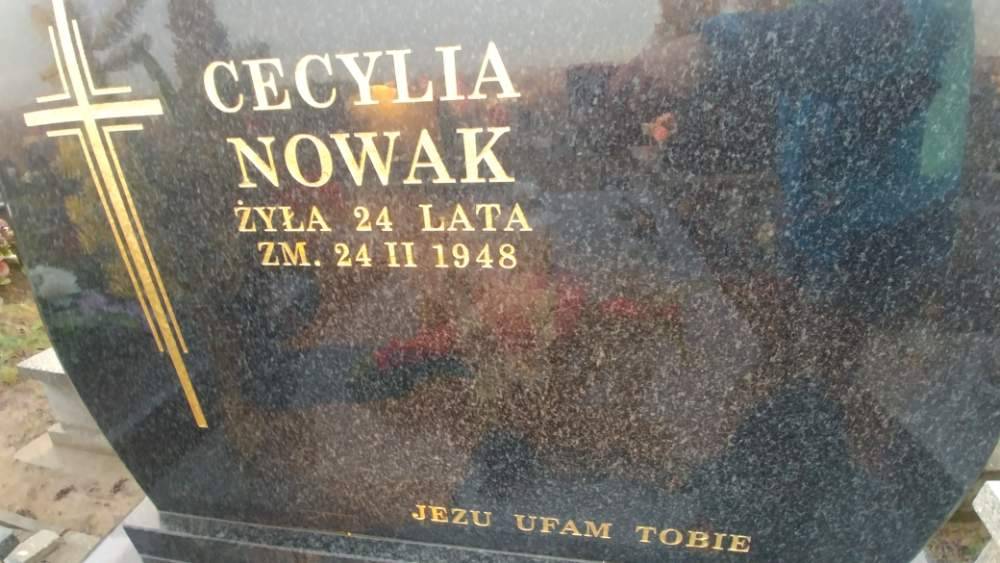 CECYLIA
NOWAK
ŻYŁA 24 LATA
ZM. 24 II 1948
JEZU UFAM TOBIE